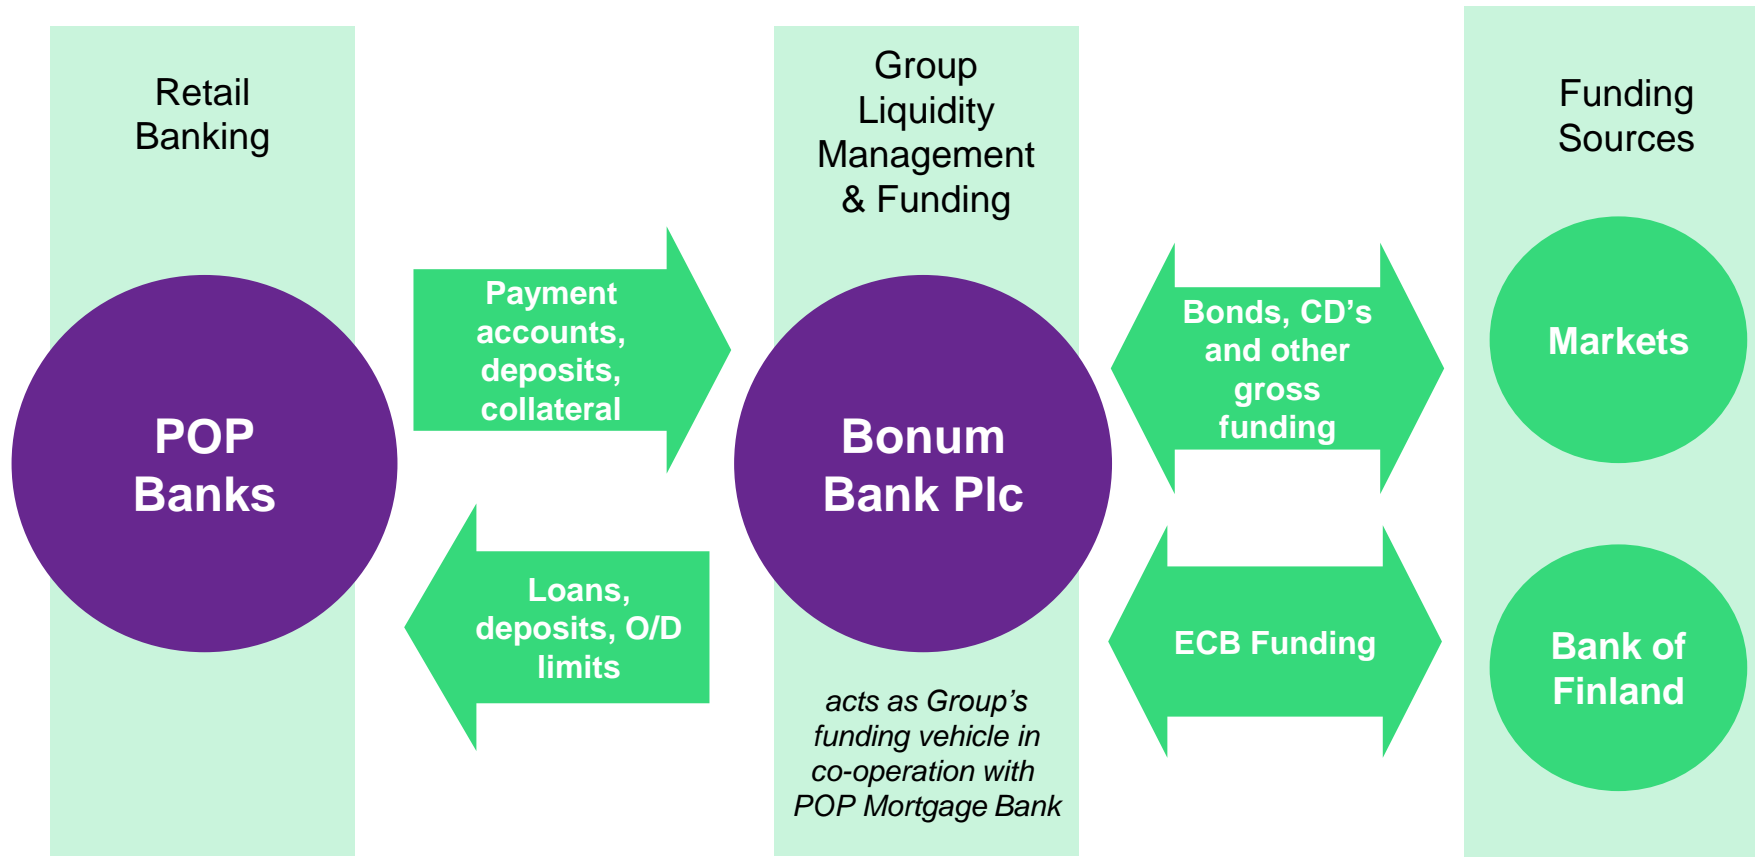 Retail
Banking
POP
Banks
Payment
accounts,
deposits,
collateral
Loans,
deposits, O/D
limits
Group
Liquidity
Management
& Funding
Bonum
Bank Plc
acts as Group’s
funding vehicle in
co-operation with
POP Mortgage Bank
Bonds, CD’s
and other
gross
funding
ECB Funding
Funding
Sources
Markets
Bank of
Finland